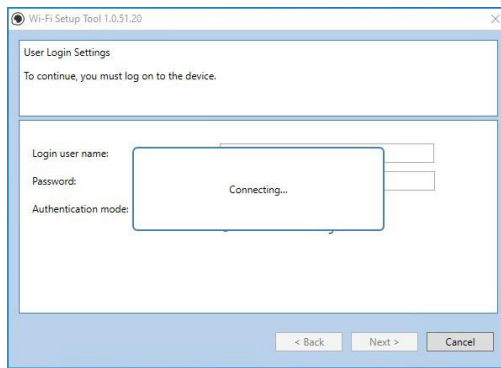 Wi-Fi Setup Tool 1.0.51.20
User Login Settings
To continue, you must log on to the device.
Login user name:
Password:
Connecting...
Authentication mode:
< Back Next > Cancel